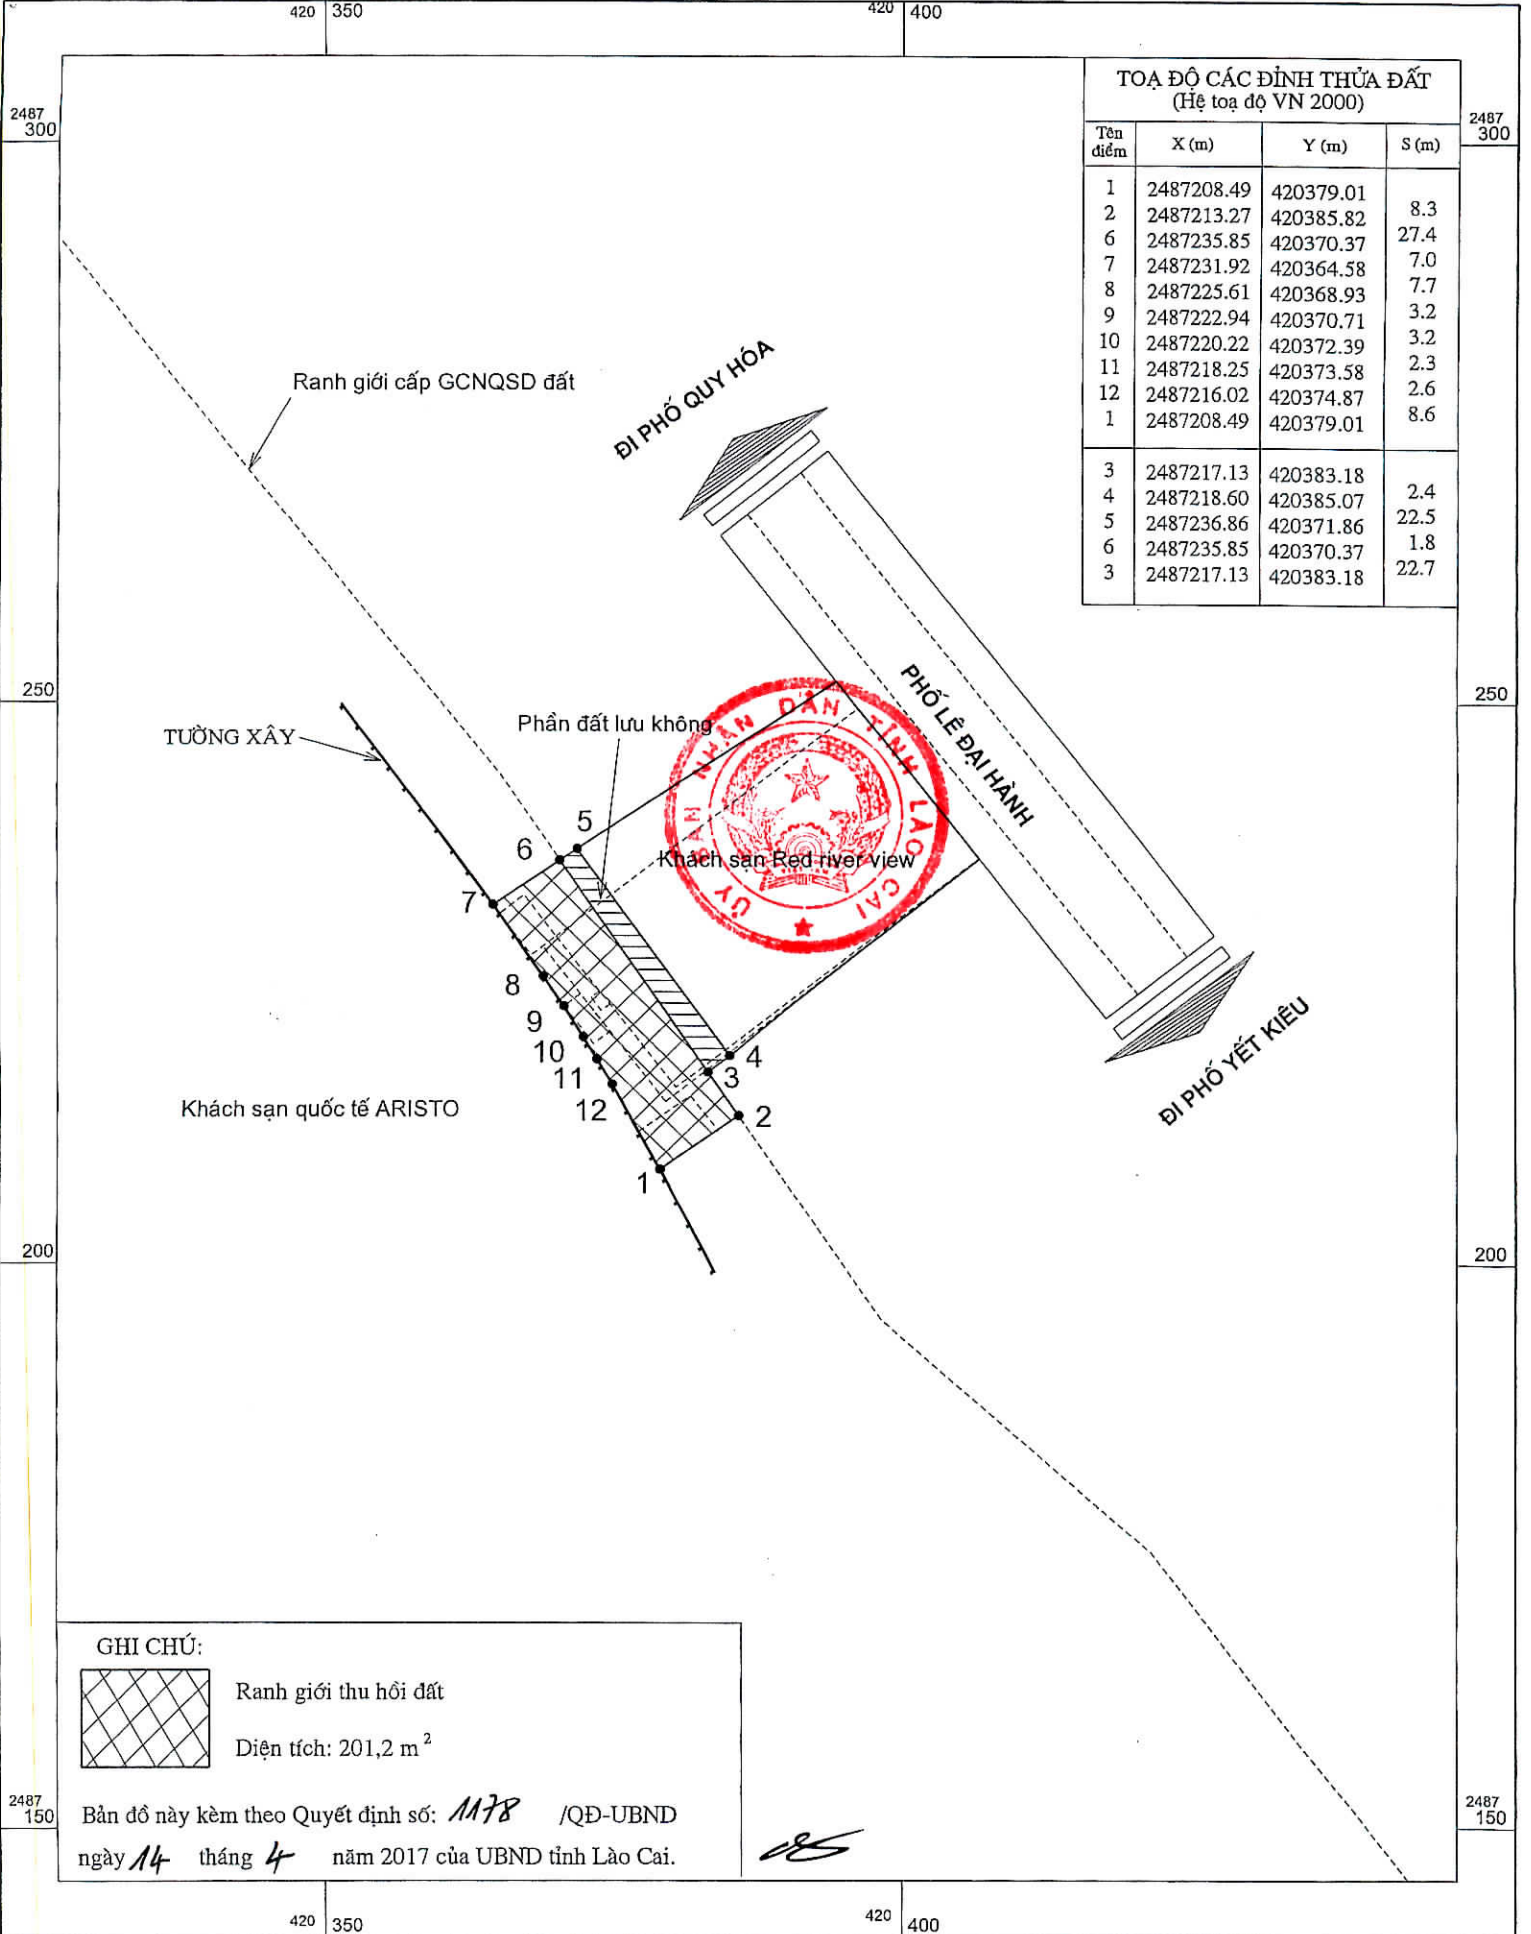 420 350
420 400
2487
300
2487
300
TOẠ ĐỘ CÁC ĐỈNH THỬA ĐẤT
(Hệ toạ độ VN 2000)
Tên điểm X (m) Y (m) S (m)
1 2487208.49 420379.01
8.3
2 2487213.27 420385.82
27.4
6 2487235.85 420370.37
7.0
7 2487231.92 420364.58
7.7
8 2487225.61 420368.93
3.2
9 2487222.94 420370.71
3.2
10 2487220.22 420372.39
2.3
11 2487218.25 420373.58
2.6
12 2487216.02 420374.87
8.6
1 2487208.49 420379.01
3 2487217.13 420383.18
2.4
4 2487218.60 420385.07
22.5
5 2487236.86 420371.86
1.8
6 2487235.85 420370.37
22.7
3 2487217.13 420383.18
ĐI PHỐ QUY HÓA
Ranh giới cấp GCNQSD đất
250
250
PHỐ LÊ ĐẠI HÀNH
Phần đất lưu không
TƯỜNG XÂY
ỦY BAN NHÂN DÂN TỈNH LÀO CAI
5
6
Khách sạn Red river view
7
8
9
10
11
12
4
3
2
1
ĐI PHỐ YẾT KIÊU
Khách sạn quốc tế ARISTO
200
200
GHI CHÚ:
Ranh giới thu hồi đất
Diện tích: 201,2 m²
2487
150
2487
150
Bản đồ này kèm theo Quyết định số: 1178 /QĐ-UBND
ngày 14 tháng 4 năm 2017 của UBND tỉnh Lào Cai.
420 350
420 400